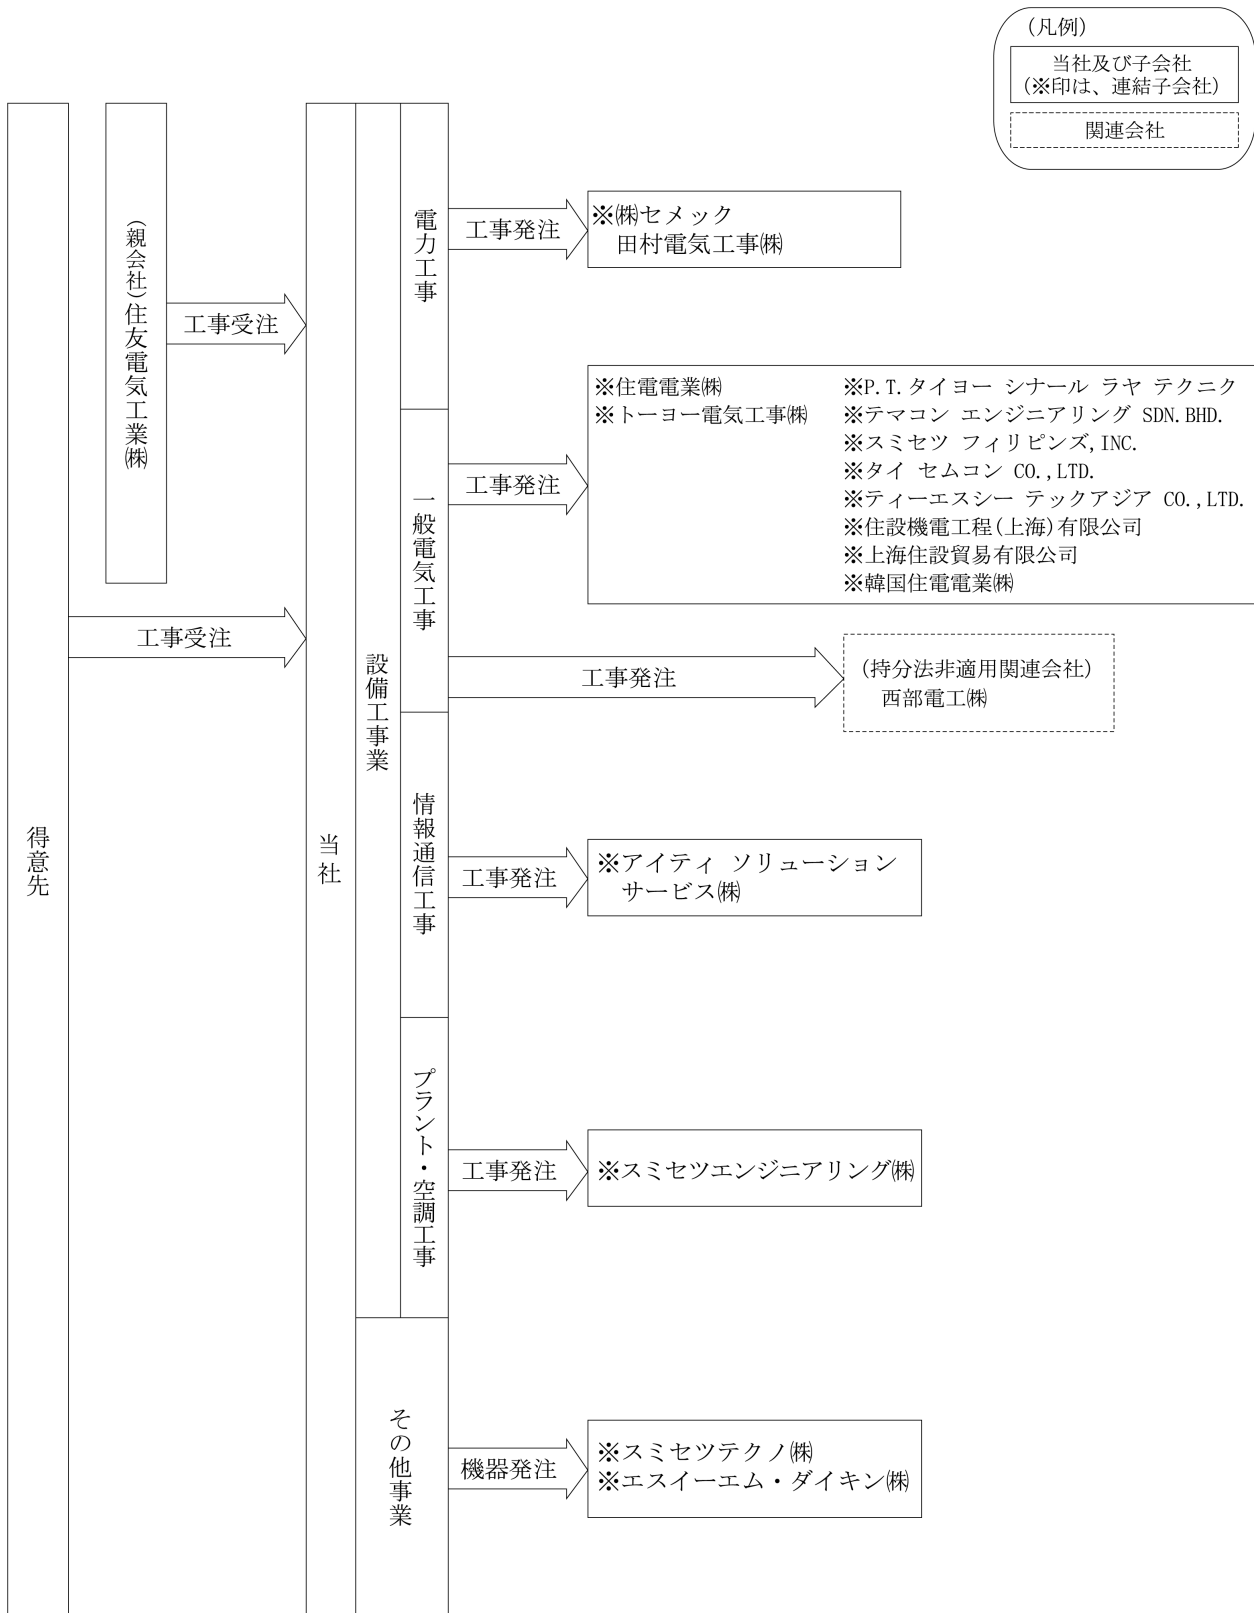 (凡例)
当社及び子会社
(※印は、連結子会社)
関連会社
得意先
(親会社)住友電気工業㈱
工事受注
工事受注
当社
設備工事業
電力工事
工事発注
※㈱セメック
田村電気工事㈱
一般電気工事
工事発注
※住電電業㈱
※トーヨー電気工事㈱
※P.T.タイヨー シナール ラヤ テクニク
※テマコン エンジニアリング SDN.BHD.
※スミセツ フィリピンズ,INC.
※タイ セムコン CO.,LTD.
※ティーエスシー テックアジア CO.,LTD.
※住設機電工程(上海)有限公司
※上海住設貿易有限公司
※韓国住電電業㈱
工事発注
(持分法非適用関連会社)
西部電工㈱
情報通信工事
工事発注
※アイティ ソリューション
サービス㈱
プラント・空調工事
工事発注
※スミセツエンジニアリング㈱
その他事業
機器発注
※スミセツテクノ㈱
※エスイーエム・ダイキン㈱